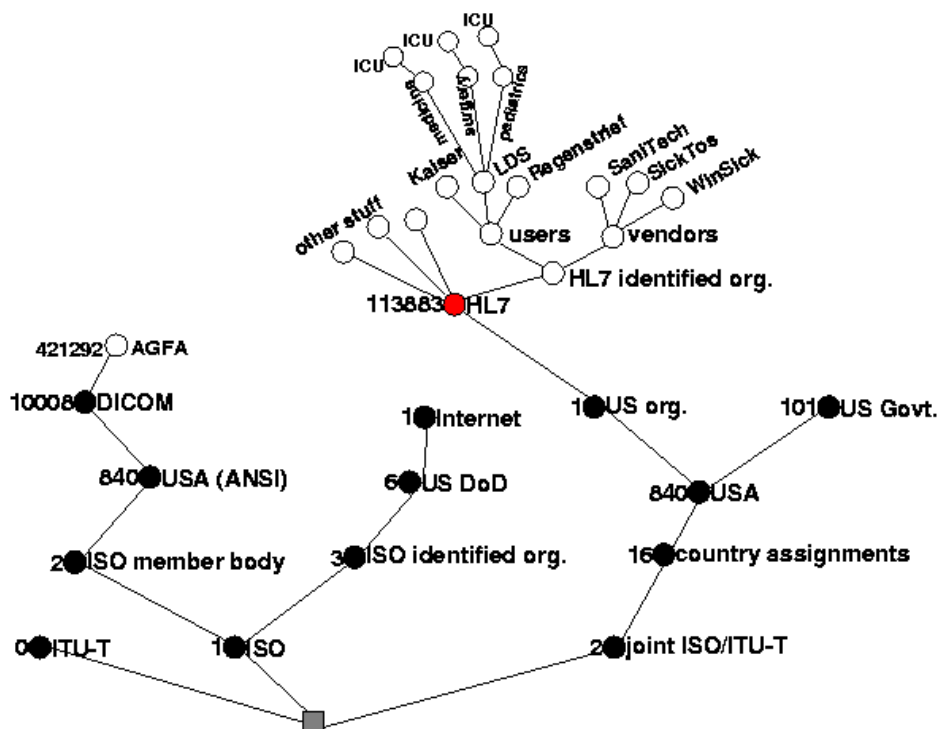 ICU
ICU
ICU
medicine
surgery
pediatrics
Kaiser
LDS
Regenstrief
SaniTech
SickTos
WinSick
other stuff
users
vendors
HL7 identified org.
113883 HL7
421292 AGFA
10008 DICOM
1 Internet
1 US org.
101 US Govt.
840 USA (ANSI)
6 US DoD
840 USA
2 ISO member body
3 ISO identified org.
16 country assignments
0 ITU-T
1 ISO
2 joint ISO/ITU-T